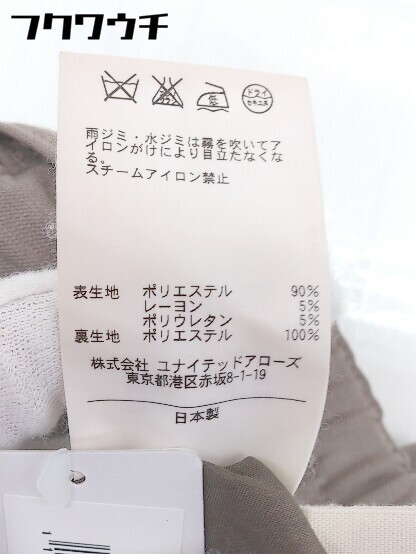 フクワウチ
ドライ
セキユ系
雨ジミ・水ジミは霧を吹いてア
イロンがけにより目立たなくな
る。
スチームアイロン禁止
表生地 ポリエステル 90%
レーヨン 5%
ポリウレタン 5%
裏生地 ポリエステル 100%
株式会社 ユナイテッドアローズ
東京都港区赤坂8-1-19
日本製